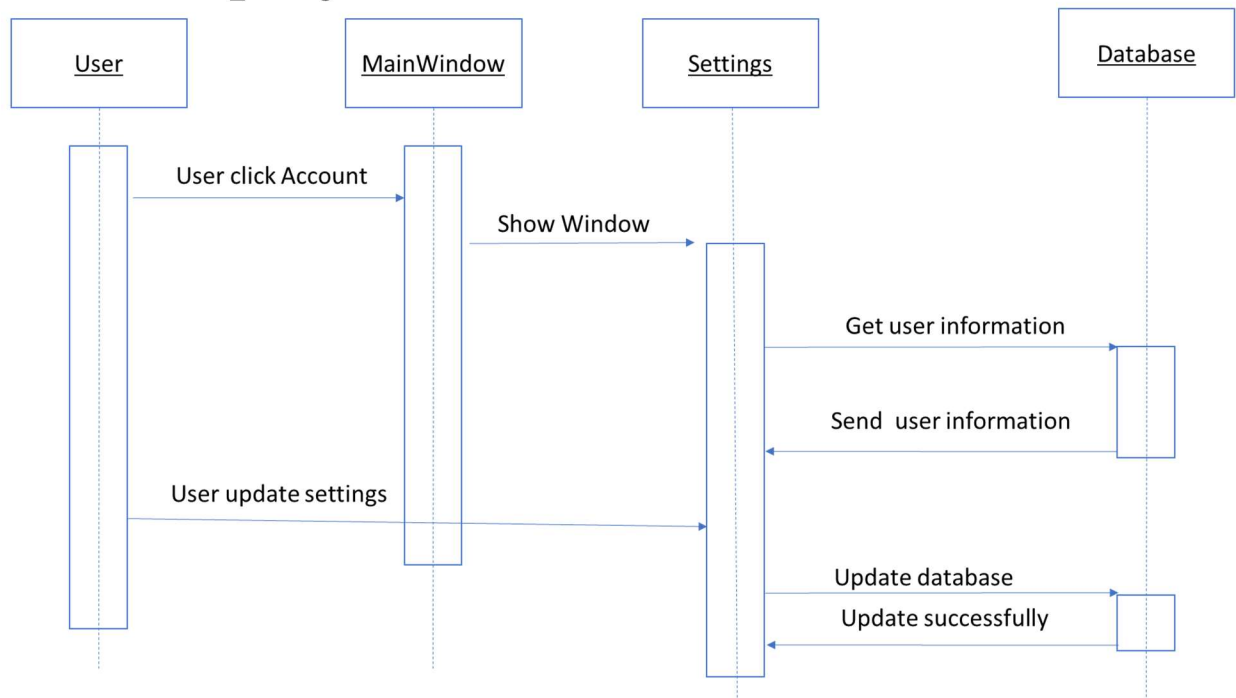 User
MainWindow
Settings
Database
User click Account
Show Window
Get user information
Send  user information
User update settings
Update database
Update successfully